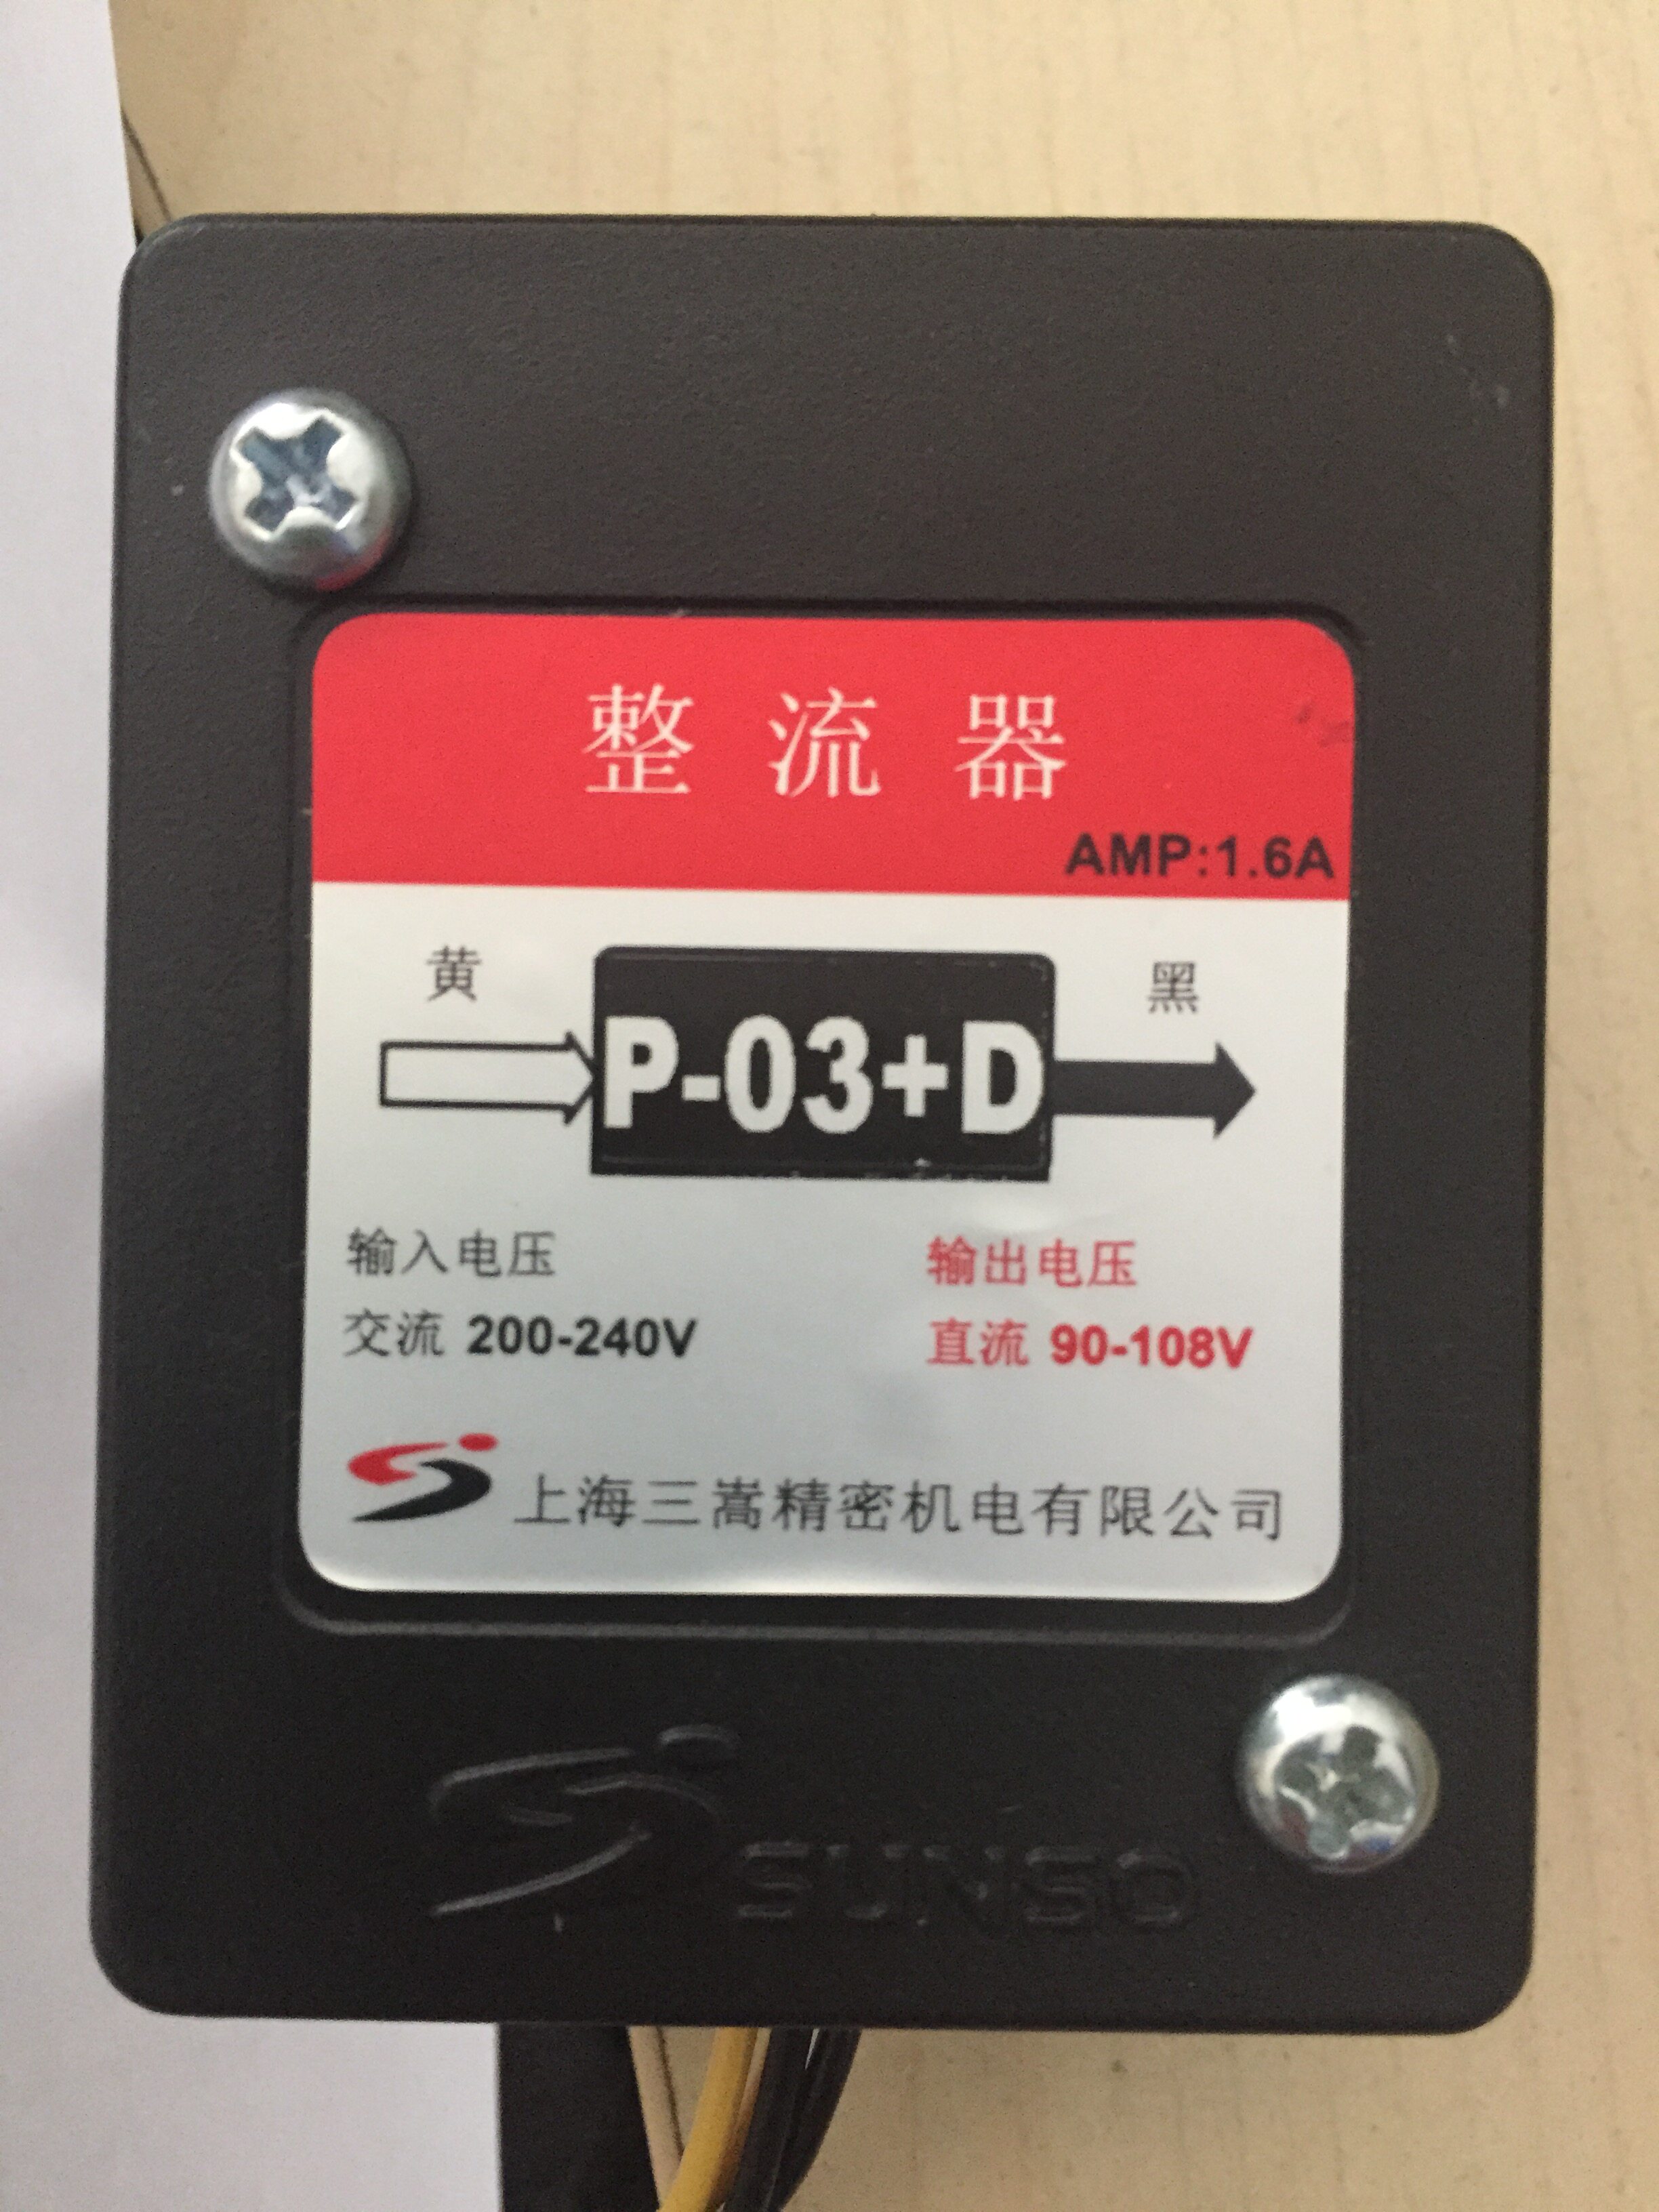 整流器
AMP:1.6A
黄
黑
P-03+D
输入电压
输出电压
交流 200-240V
直流 90-108V
上海三嵩精密机电有限公司
SUNSO